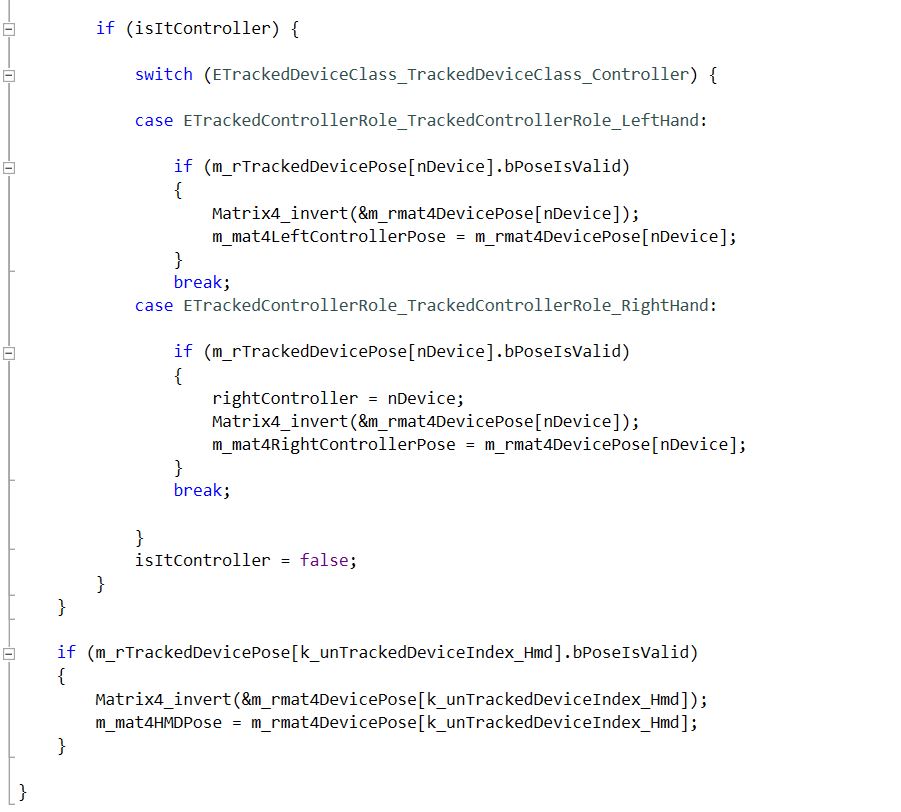 if (isItController) {
switch (ETrackedDeviceClass_TrackedDeviceClass_Controller) {
case ETrackedControllerRole_TrackedControllerRole_LeftHand:
if (m_rTrackedDevicePose[nDevice].bPoseIsValid)
{
Matrix4_invert(&m_rmat4DevicePose[nDevice]);
m_mat4LeftControllerPose = m_rmat4DevicePose[nDevice];
}
break;
case ETrackedControllerRole_TrackedControllerRole_RightHand:
if (m_rTrackedDevicePose[nDevice].bPoseIsValid)
{
rightController = nDevice;
Matrix4_invert(&m_rmat4DevicePose[nDevice]);
m_mat4RightControllerPose = m_rmat4DevicePose[nDevice];
}
break;
}
isItController = false;
}
}
if (m_rTrackedDevicePose[k_unTrackedDeviceIndex_Hmd].bPoseIsValid)
{
Matrix4_invert(&m_rmat4DevicePose[k_unTrackedDeviceIndex_Hmd]);
m_mat4HMDPose = m_rmat4DevicePose[k_unTrackedDeviceIndex_Hmd];
}
}